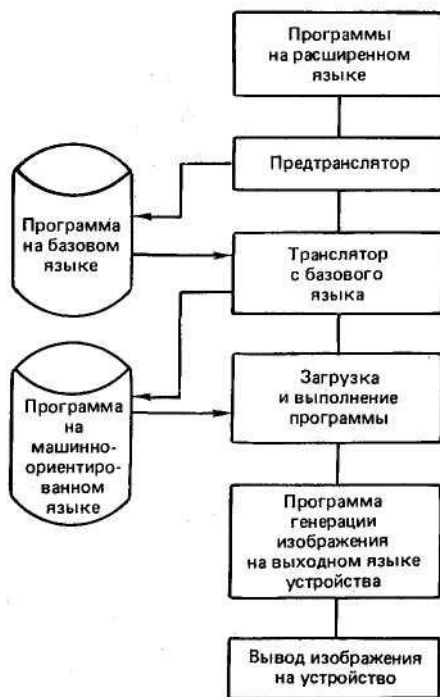 Программы
на расширенном
языке
Предтранслятор
Программа
на базовом
языке
Транслятор
с базового
языка
Программа
на
машинно-
ориентиро-
ванном
языке
Загрузка
и выполнение
программы
Программа
генерации
изображения
на выходном языке
устройства
Вывод изображения
на устройство